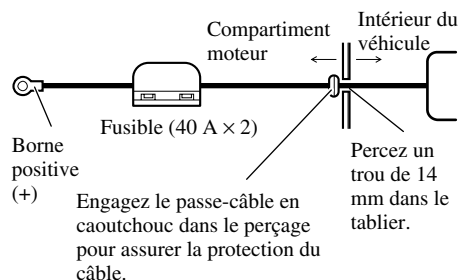 Compartiment
moteur
Intérieur du
véhicule
Fusible (40 A × 2)
Borne
positive
(+)
Engagez le passe-câble en
caoutchouc dans le perçage
pour assurer la protection du
câble.
Percez un
trou de 14
mm dans le
tablier.